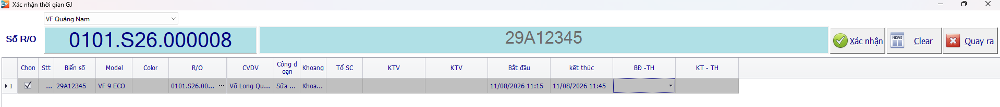 Xác nhận thời gian GJ
VF Quảng Nam
Số R/O
0101.S26.000008
29A12345
NEWS
Xác nhận
Clear
Quay ra
Chọn Stt Biển số Model Color R/O CVDV Công đ
oạn Khoang Tổ SC KTV KTV Bắt đầu kết thúc BĐ -TH KT - TH
1 ... 29A12345 VF 9 ECO 0101.S26.00... ... Võ Long Qu... Sửa ... Khoa... 11/08/2026 11:15 11/08/2026 11:45